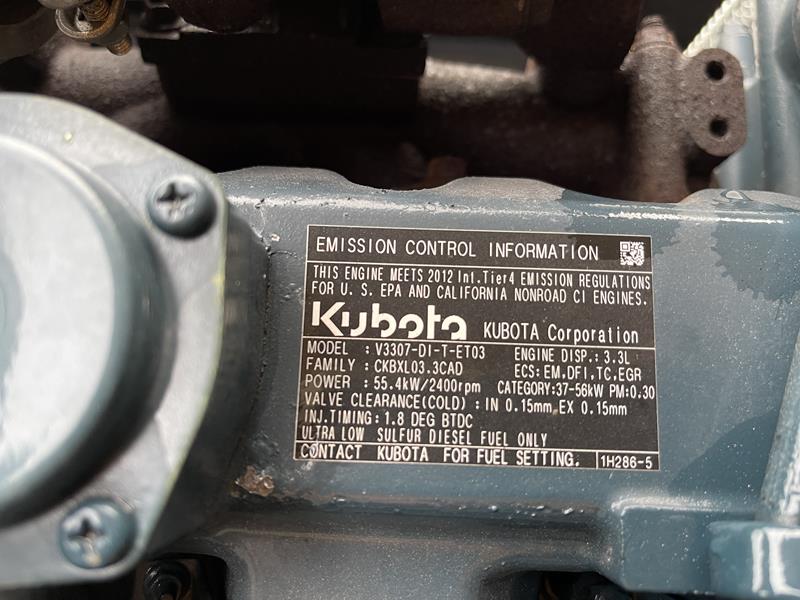 EMISSION CONTROL INFORMATION
THIS ENGINE MEETS 2012 Int.Tier4 EMISSION REGULATIONS
FOR U. S. EPA AND CALIFORNIA NONROAD CI ENGINES.
Kubota KUBOTA Corporation
MODEL : V3307-DI-T-ET03 ENGINE DISP.: 3.3L
FAMILY : CKBXL03.3CAD ECS: EM,DFI,TC,EGR
POWER : 55.4kW/2400rpm CATEGORY:37-56kW PM:0.30
VALVE CLEARANCE(COLD) : IN 0.15mm EX 0.15mm
INJ.TIMING: 1.8 DEG BTDC
ULTRA LOW SULFUR DIESEL FUEL ONLY
CONTACT KUBOTA FOR FUEL SETTING. 1H286-5